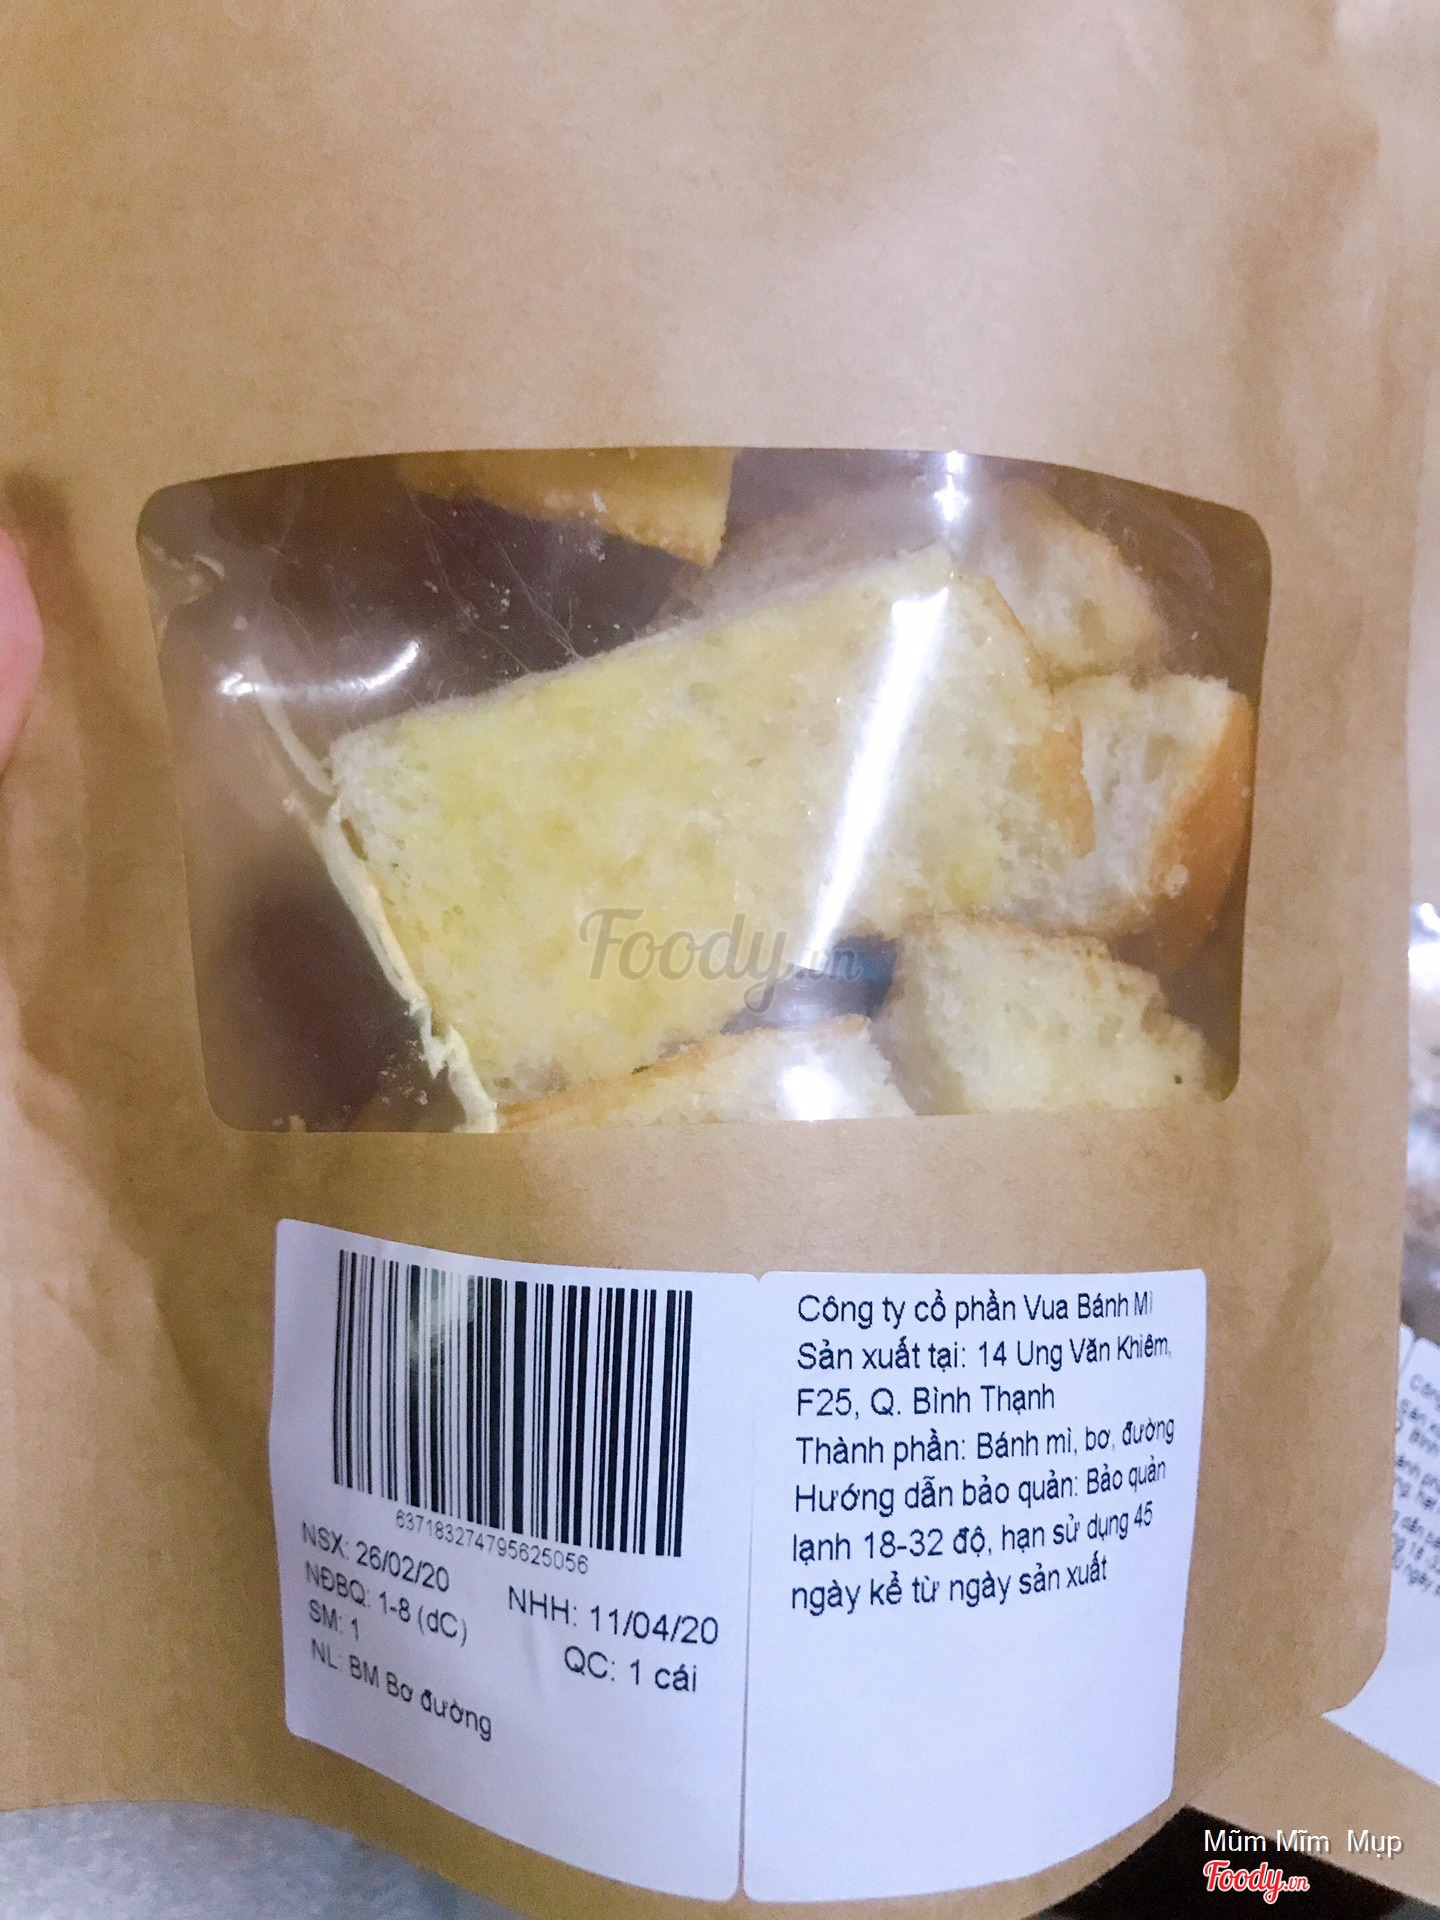 Foody.vn
637183274795625056
NSX: 26/02/20
NHH: 11/04/20
NĐBQ: 1-8 (dC)
QC: 1 cái
SM: 1
NL: BM Bơ đường
Công ty cổ phần Vua Bánh Mì
Sản xuất tại: 14 Ung Văn Khiêm,
F25, Q. Bình Thạnh
Thành phần: Bánh mì, bơ, đường
Hướng dẫn bảo quản: Bảo quản
lạnh 18-32 độ, hạn sử dụng 45
ngày kể từ ngày sản xuất
Mũm Mĩm Mụp
Foody.vn